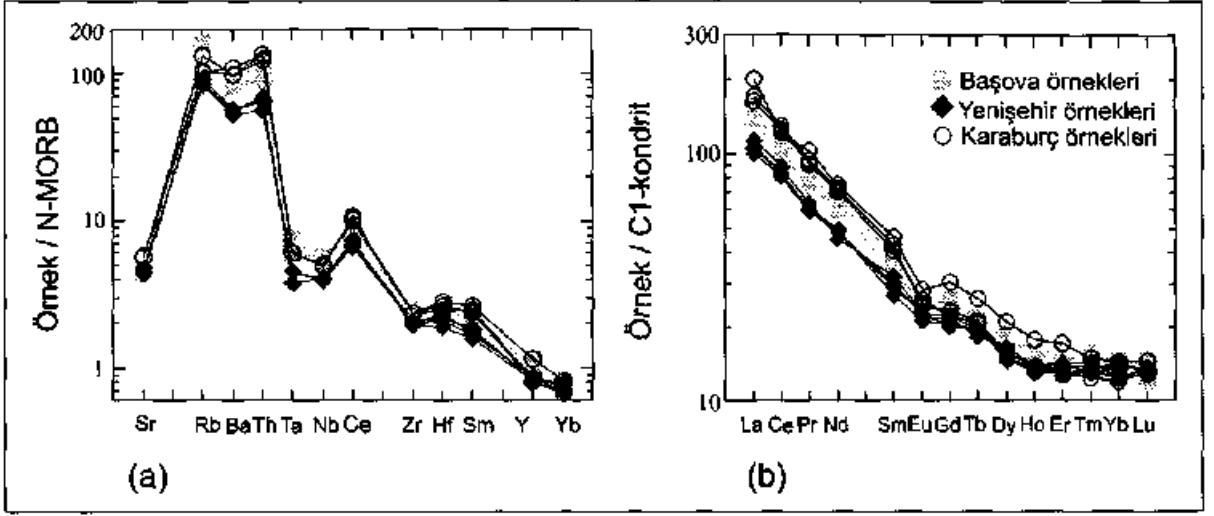 200
100
10
1
Örnek / N-MORB
Sr Rb Ba Th Ta Nb Ce Zr Hf Sm Y Yb
(a)
300
100
10
Örnek / C1-kondrit
Başova örnekleri
Yenişehir örnekleri
Karaburç örnekleri
La Ce Pr Nd Sm Eu Gd Tb Dy Ho Er Tm Yb Lu
(b)